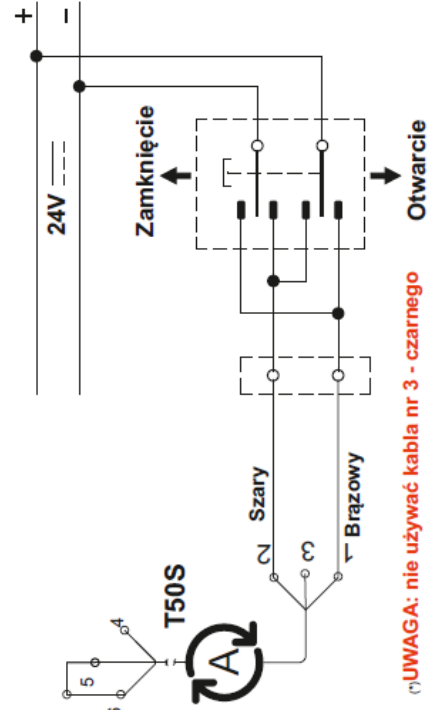 +
−
24V
Zamknięcie
Otwarcie
Szary
Brązowy
2
3
1
T50S
4
5
A
(*)UWAGA: nie używać kabla nr 3 - czarnego